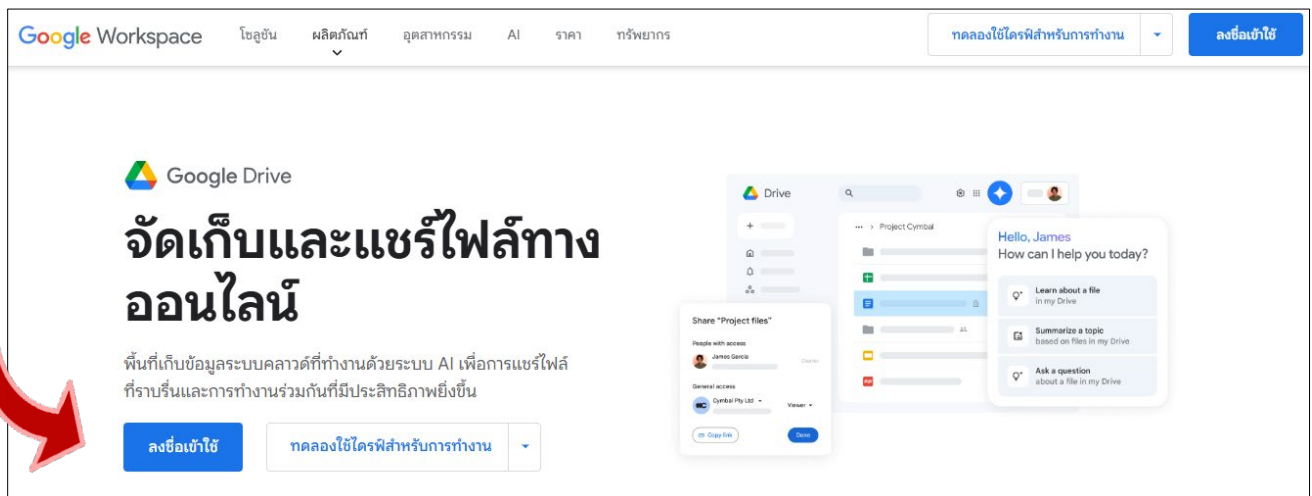 Google Workspace โซลูชัน ผลิตภัณฑ์ อุตสาหกรรม AI ราคา ทรัพยากร ทดลองใช้ไดรฟ์สำหรับการทำงาน ลงชื่อเข้าใช้
Google Drive
จัดเก็บและแชร์ไฟล์ทาง
ออนไลน์
พื้นที่เก็บข้อมูลระบบคลาวด์ที่ทำงานด้วยระบบ AI เพื่อการแชร์ไฟล์
ที่ราบรื่นและการทำงานร่วมกันที่มีประสิทธิภาพยิ่งขึ้น
ลงชื่อเข้าใช้ ทดลองใช้ไดรฟ์สำหรับการทำงาน
Drive
Project Cymbal
Hello, James
How can I help you today?
Learn about a file
in my Drive
Summarize a topic
based on files in my Drive
Ask a question
about a file in my Drive
Share "Project files"
People with access
James Garcia
General access
Cymbal Pty Ltd Viewer
Copy link Done